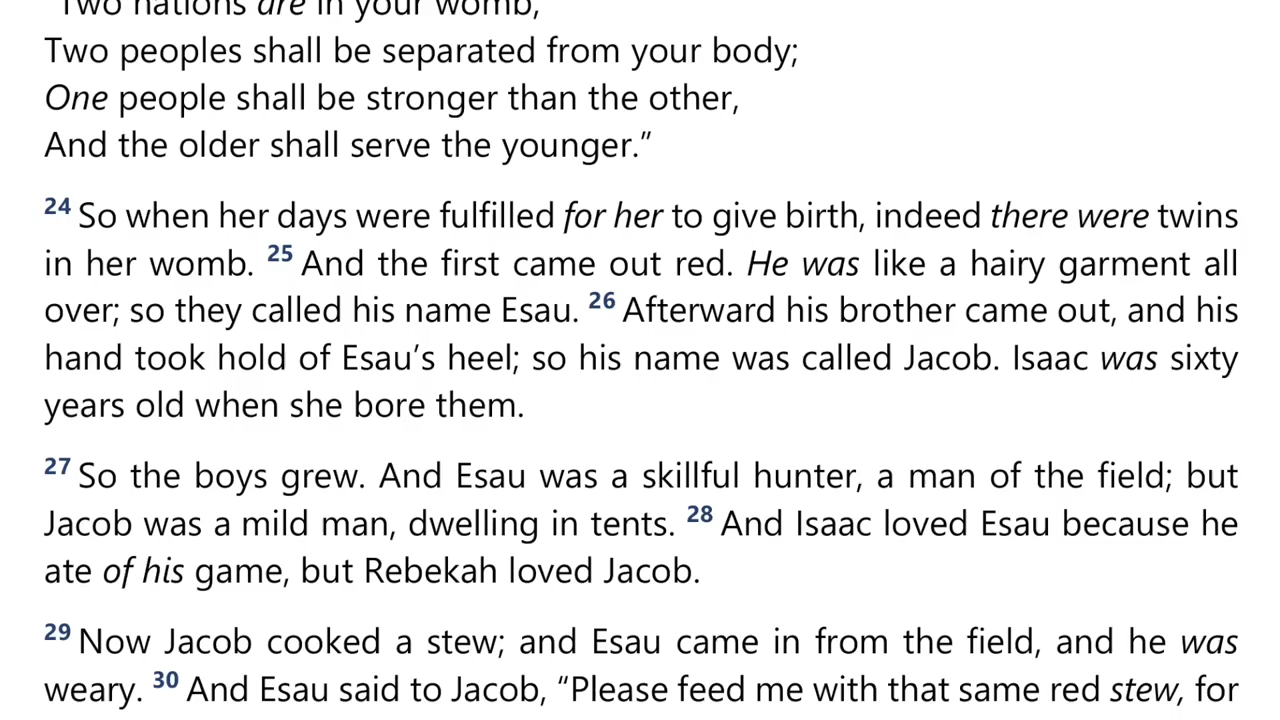 “Two nations are in your womb,
Two peoples shall be separated from your body;
One people shall be stronger than the other,
And the older shall serve the younger.”
24 So when her days were fulfilled for her to give birth, indeed there were twins
in her womb. 25 And the first came out red. He was like a hairy garment all
over; so they called his name Esau. 26 Afterward his brother came out, and his
hand took hold of Esau’s heel; so his name was called Jacob. Isaac was sixty
years old when she bore them.
27 So the boys grew. And Esau was a skillful hunter, a man of the field; but
Jacob was a mild man, dwelling in tents. 28 And Isaac loved Esau because he
ate of his game, but Rebekah loved Jacob.
29 Now Jacob cooked a stew; and Esau came in from the field, and he was
weary. 30 And Esau said to Jacob, “Please feed me with that same red stew, for